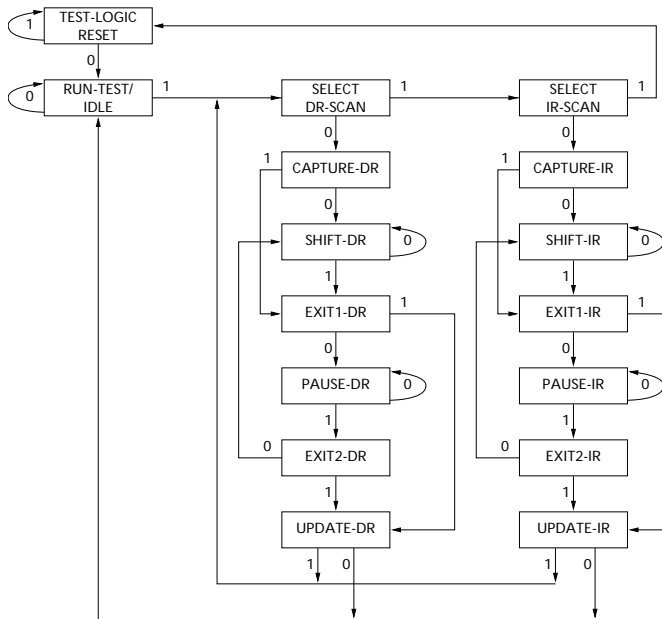 1
TEST-LOGIC
RESET
0
0
RUN-TEST/
IDLE
1
SELECT
DR-SCAN
1
SELECT
IR-SCAN
1
0
0
1
CAPTURE-DR
1
CAPTURE-IR
0
0
SHIFT-DR
0
SHIFT-IR
0
1
1
EXIT1-DR
1
EXIT1-IR
1
0
0
PAUSE-DR
0
PAUSE-IR
0
1
1
0
EXIT2-DR
0
EXIT2-IR
1
1
UPDATE-DR
UPDATE-IR
1
0
1
0